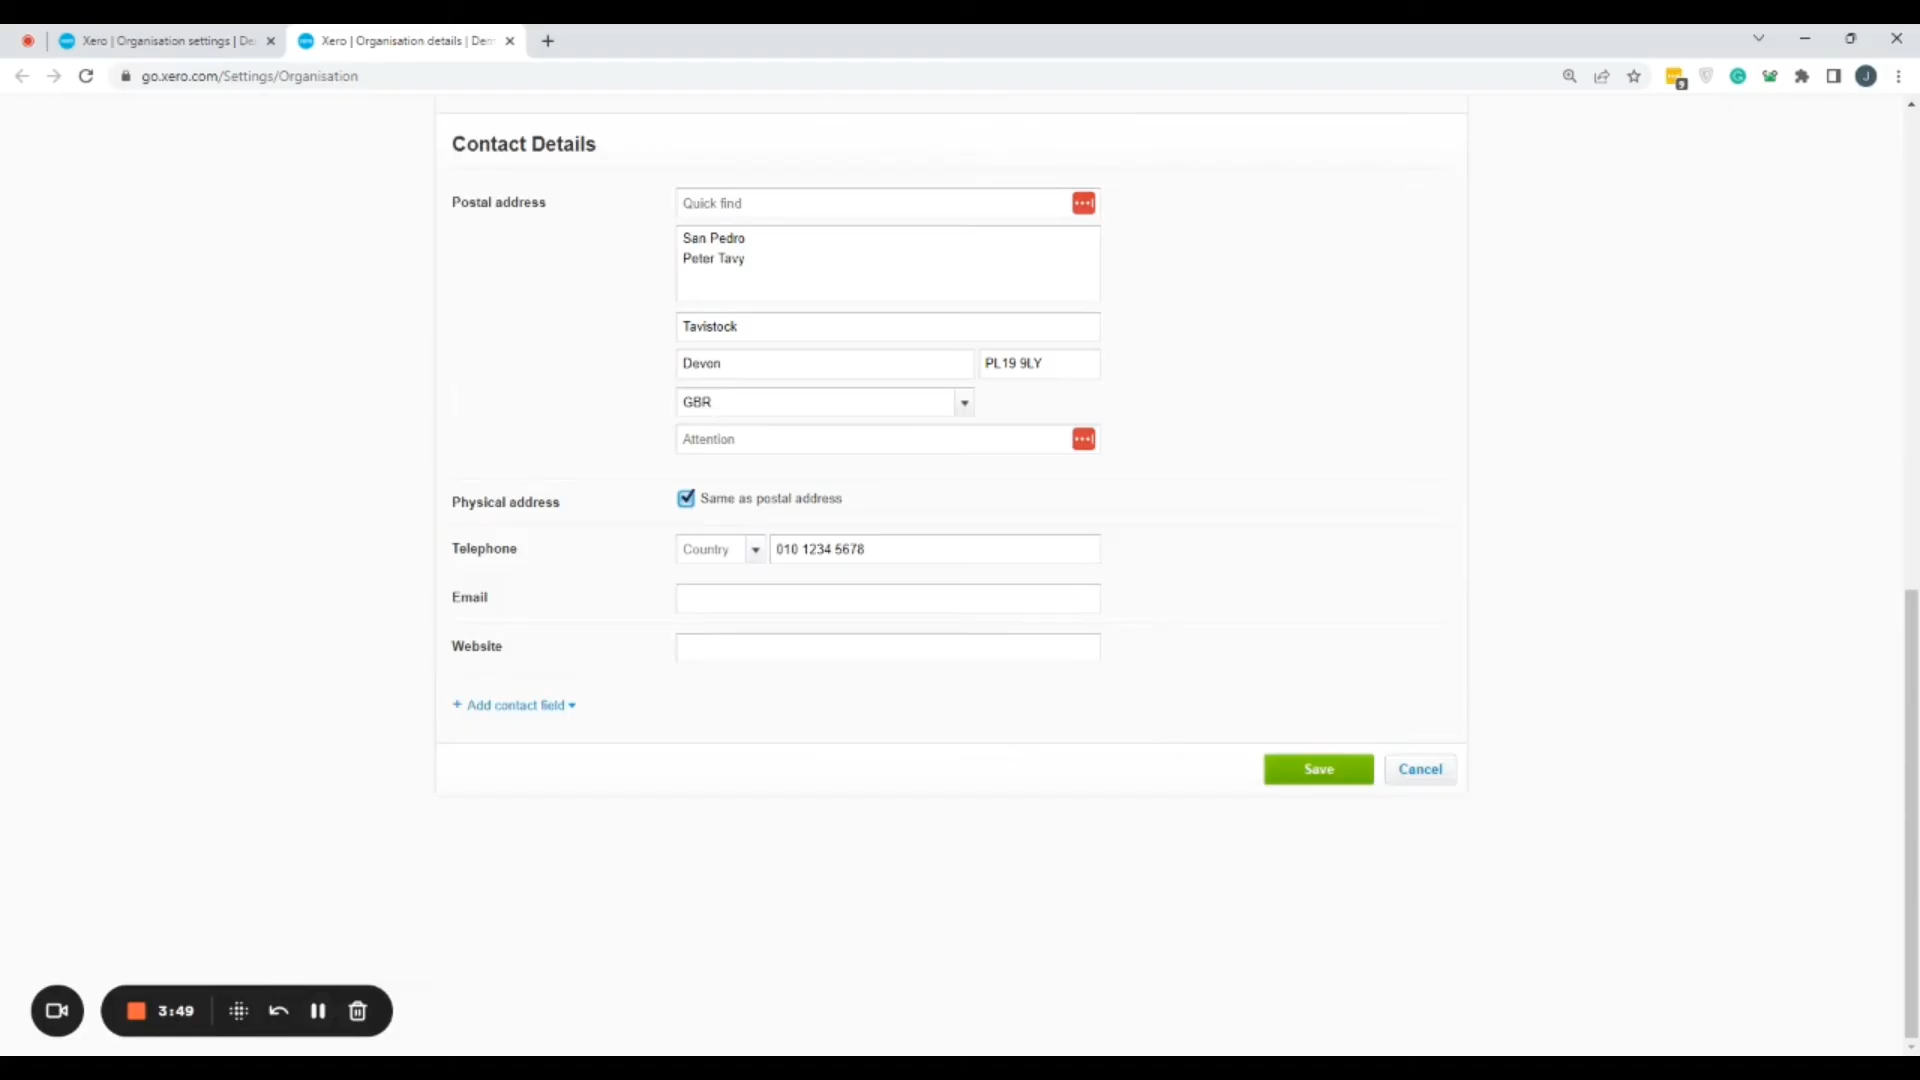 Xero | Organisation settings | De
Xero | Organisation details | Dem
go.xero.com/Settings/Organisation
9
J
Contact Details
Postal address
Quick find
San Pedro
Peter Tavy
Tavistock
Devon
PL19 9LY
GBR
Attention
Physical address
Same as postal address
Telephone
Country
010 1234 5678
Email
Website
+ Add contact field
Save
Cancel
3:49